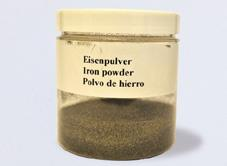 Eisenpulver
Iron powder
Polvo de hierro